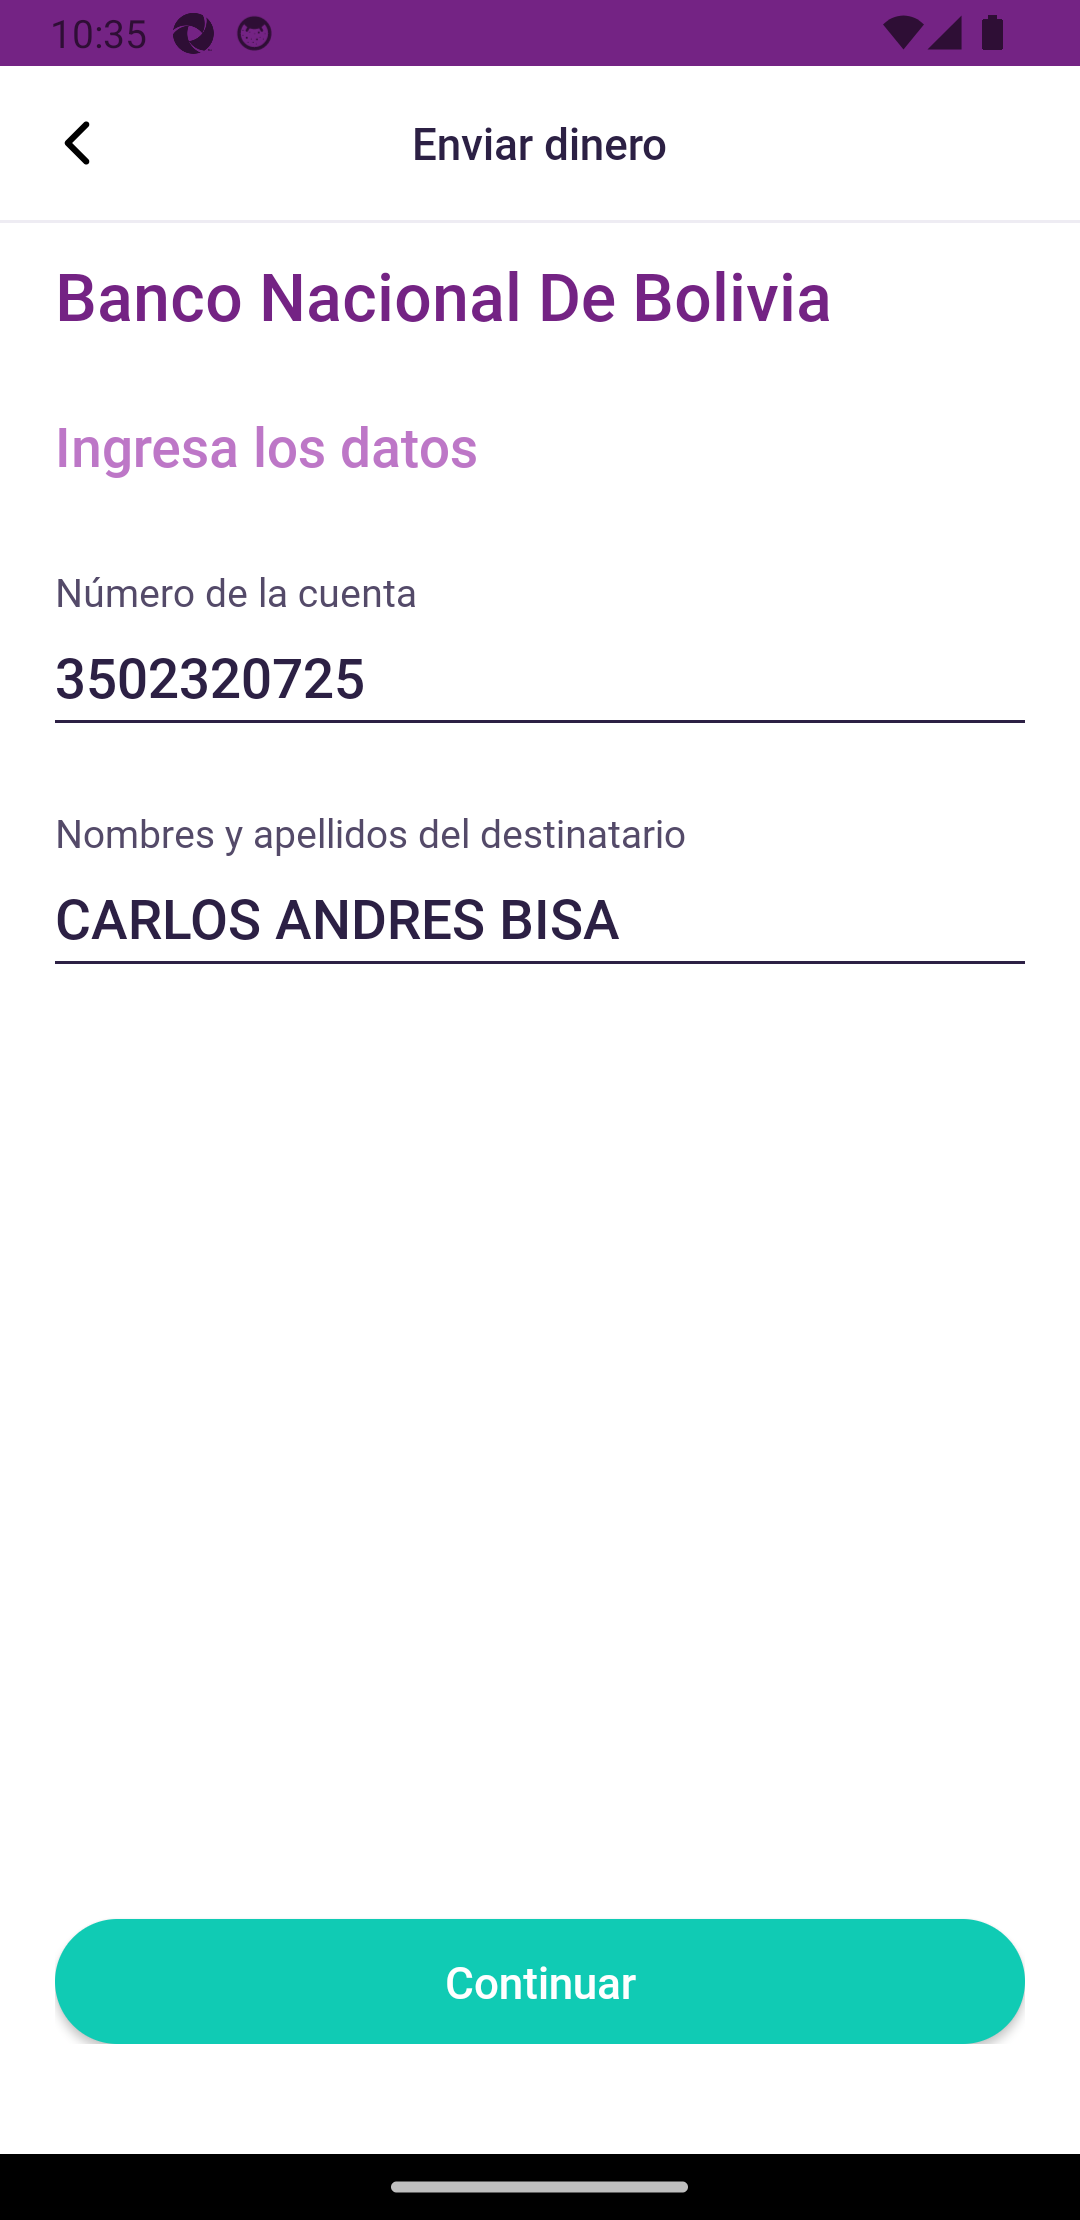 10:35
Enviar dinero
Banco Nacional De Bolivia
Ingresa los datos
Número de la cuenta
3502320725
Nombres y apellidos del destinatario
CARLOS ANDRES BISA
Continuar